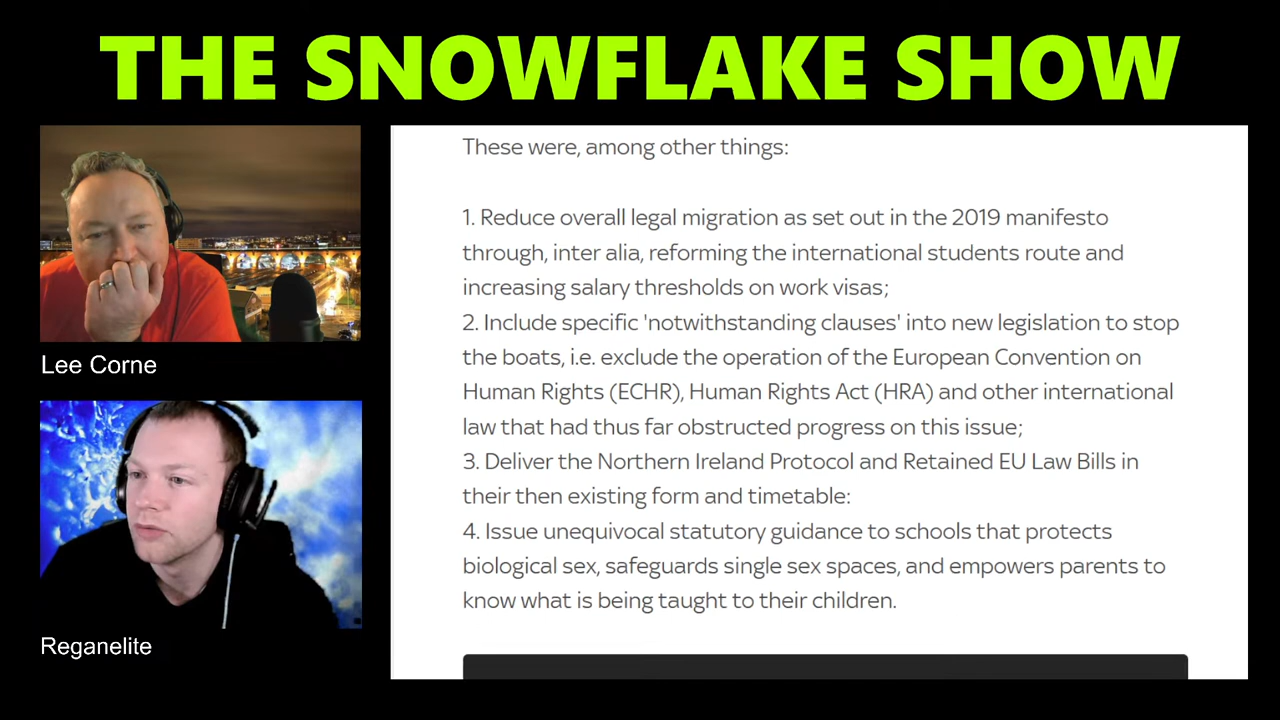 THE SNOWFLAKE SHOW
Lee Corne
Reganelite
These were, among other things:
1. Reduce overall legal migration as set out in the 2019 manifesto
through, inter alia, reforming the international students route and
increasing salary thresholds on work visas;
2. Include specific 'notwithstanding clauses' into new legislation to stop
the boats, i.e. exclude the operation of the European Convention on
Human Rights (ECHR), Human Rights Act (HRA) and other international
law that had thus far obstructed progress on this issue;
3. Deliver the Northern Ireland Protocol and Retained EU Law Bills in
their then existing form and timetable:
4. Issue unequivocal statutory guidance to schools that protects
biological sex, safeguards single sex spaces, and empowers parents to
know what is being taught to their children.